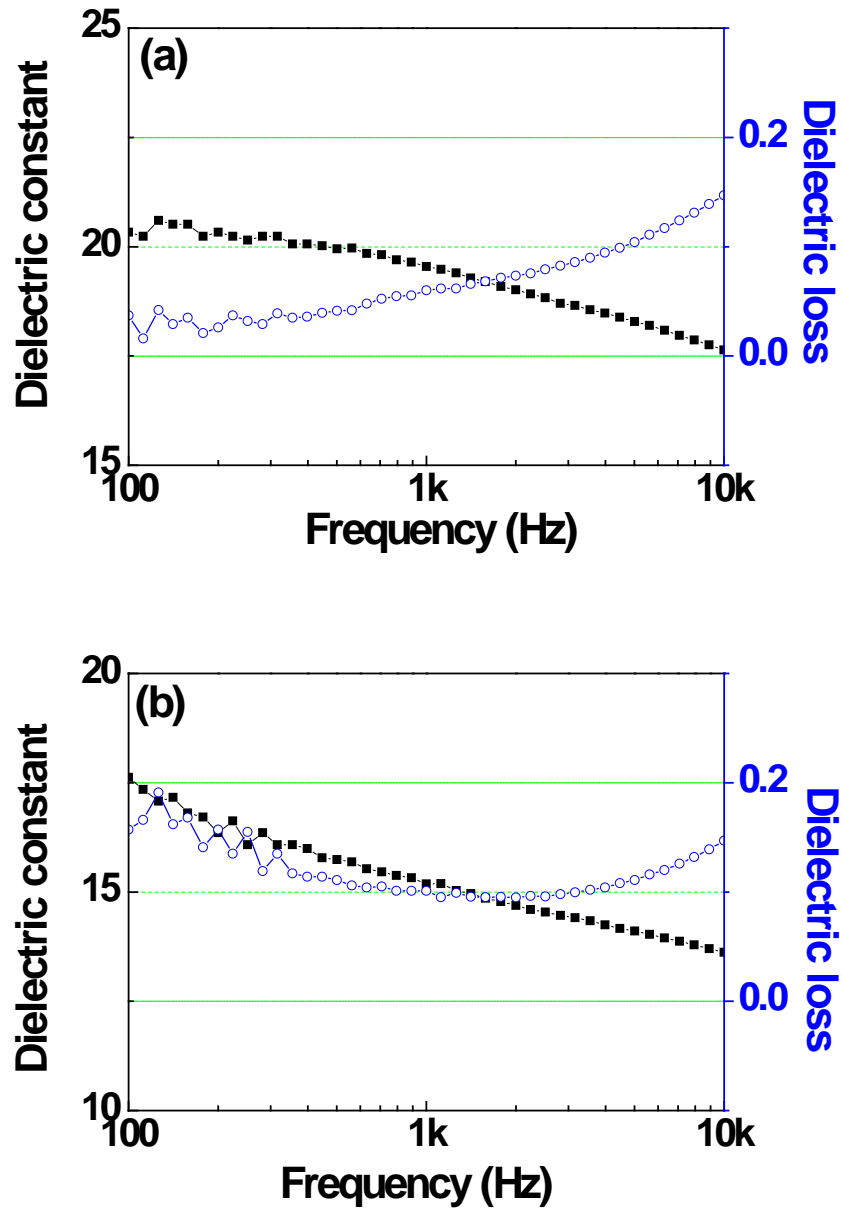 (a)
25
20
15
Dielectric constant
0.2
0.0
Dielectric loss
100
1k
10k
Frequency (Hz)
(b)
20
15
10
Dielectric constant
0.2
0.0
Dielectric loss
100
1k
10k
Frequency (Hz)